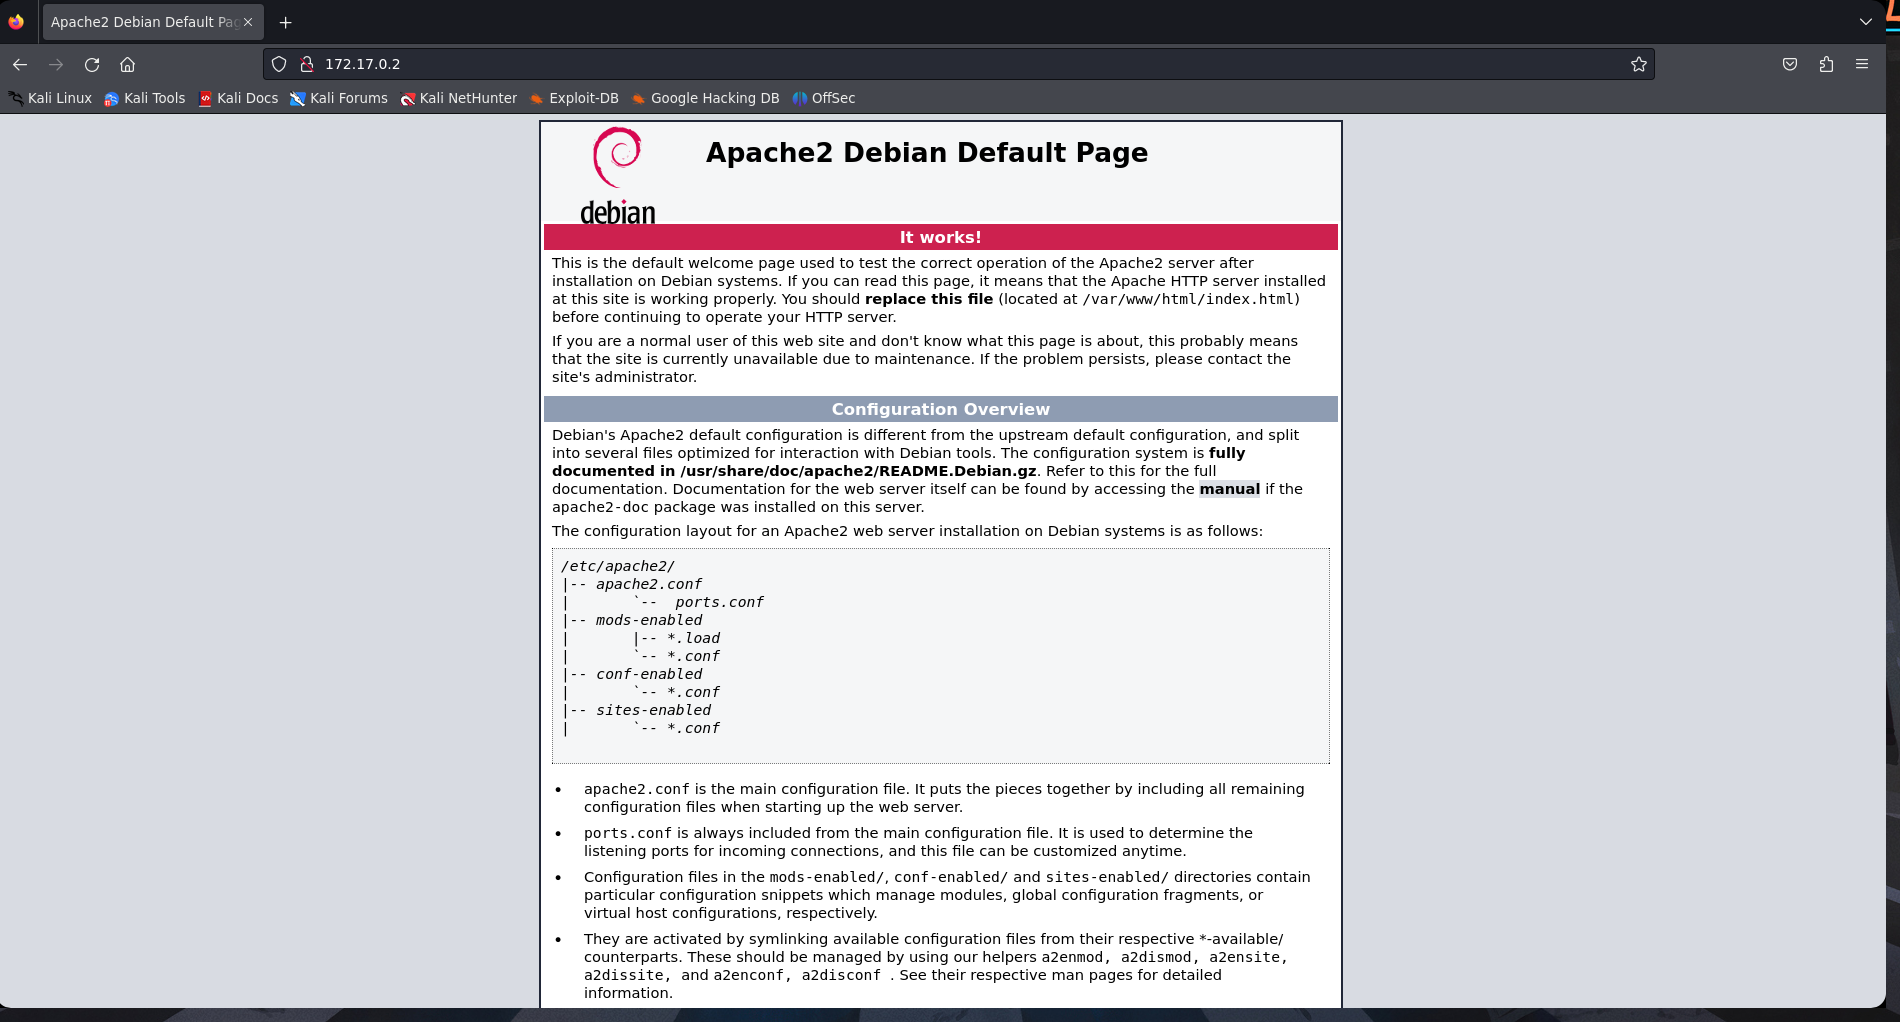 Apache2 Debian Default Pag
172.17.0.2
Kali Linux Kali Tools Kali Docs Kali Forums Kali NetHunter Exploit-DB Google Hacking DB OffSec
debian
Apache2 Debian Default Page
It works!
This is the default welcome page used to test the correct operation of the Apache2 server after
installation on Debian systems. If you can read this page, it means that the Apache HTTP server installed
at this site is working properly. You should replace this file (located at /var/www/html/index.html)
before continuing to operate your HTTP server.
If you are a normal user of this web site and don't know what this page is about, this probably means
that the site is currently unavailable due to maintenance. If the problem persists, please contact the
site's administrator.
Configuration Overview
Debian's Apache2 default configuration is different from the upstream default configuration, and split
into several files optimized for interaction with Debian tools. The configuration system is fully
documented in /usr/share/doc/apache2/README.Debian.gz. Refer to this for the full
documentation. Documentation for the web server itself can be found by accessing the manual if the
apache2-doc package was installed on this server.
The configuration layout for an Apache2 web server installation on Debian systems is as follows:
/etc/apache2/
|-- apache2.conf
|       `--  ports.conf
|-- mods-enabled
|       |-- *.load
|       `-- *.conf
|-- conf-enabled
|       `-- *.conf
|-- sites-enabled
|       `-- *.conf
• apache2.conf is the main configuration file. It puts the pieces together by including all remaining
configuration files when starting up the web server.
• ports.conf is always included from the main configuration file. It is used to determine the
listening ports for incoming connections, and this file can be customized anytime.
• Configuration files in the mods-enabled/, conf-enabled/ and sites-enabled/ directories contain
particular configuration snippets which manage modules, global configuration fragments, or
virtual host configurations, respectively.
• They are activated by symlinking available configuration files from their respective *-available/
counterparts. These should be managed by using our helpers a2enmod, a2dismod, a2ensite,
a2dissite, and a2enconf, a2disconf . See their respective man pages for detailed
information.